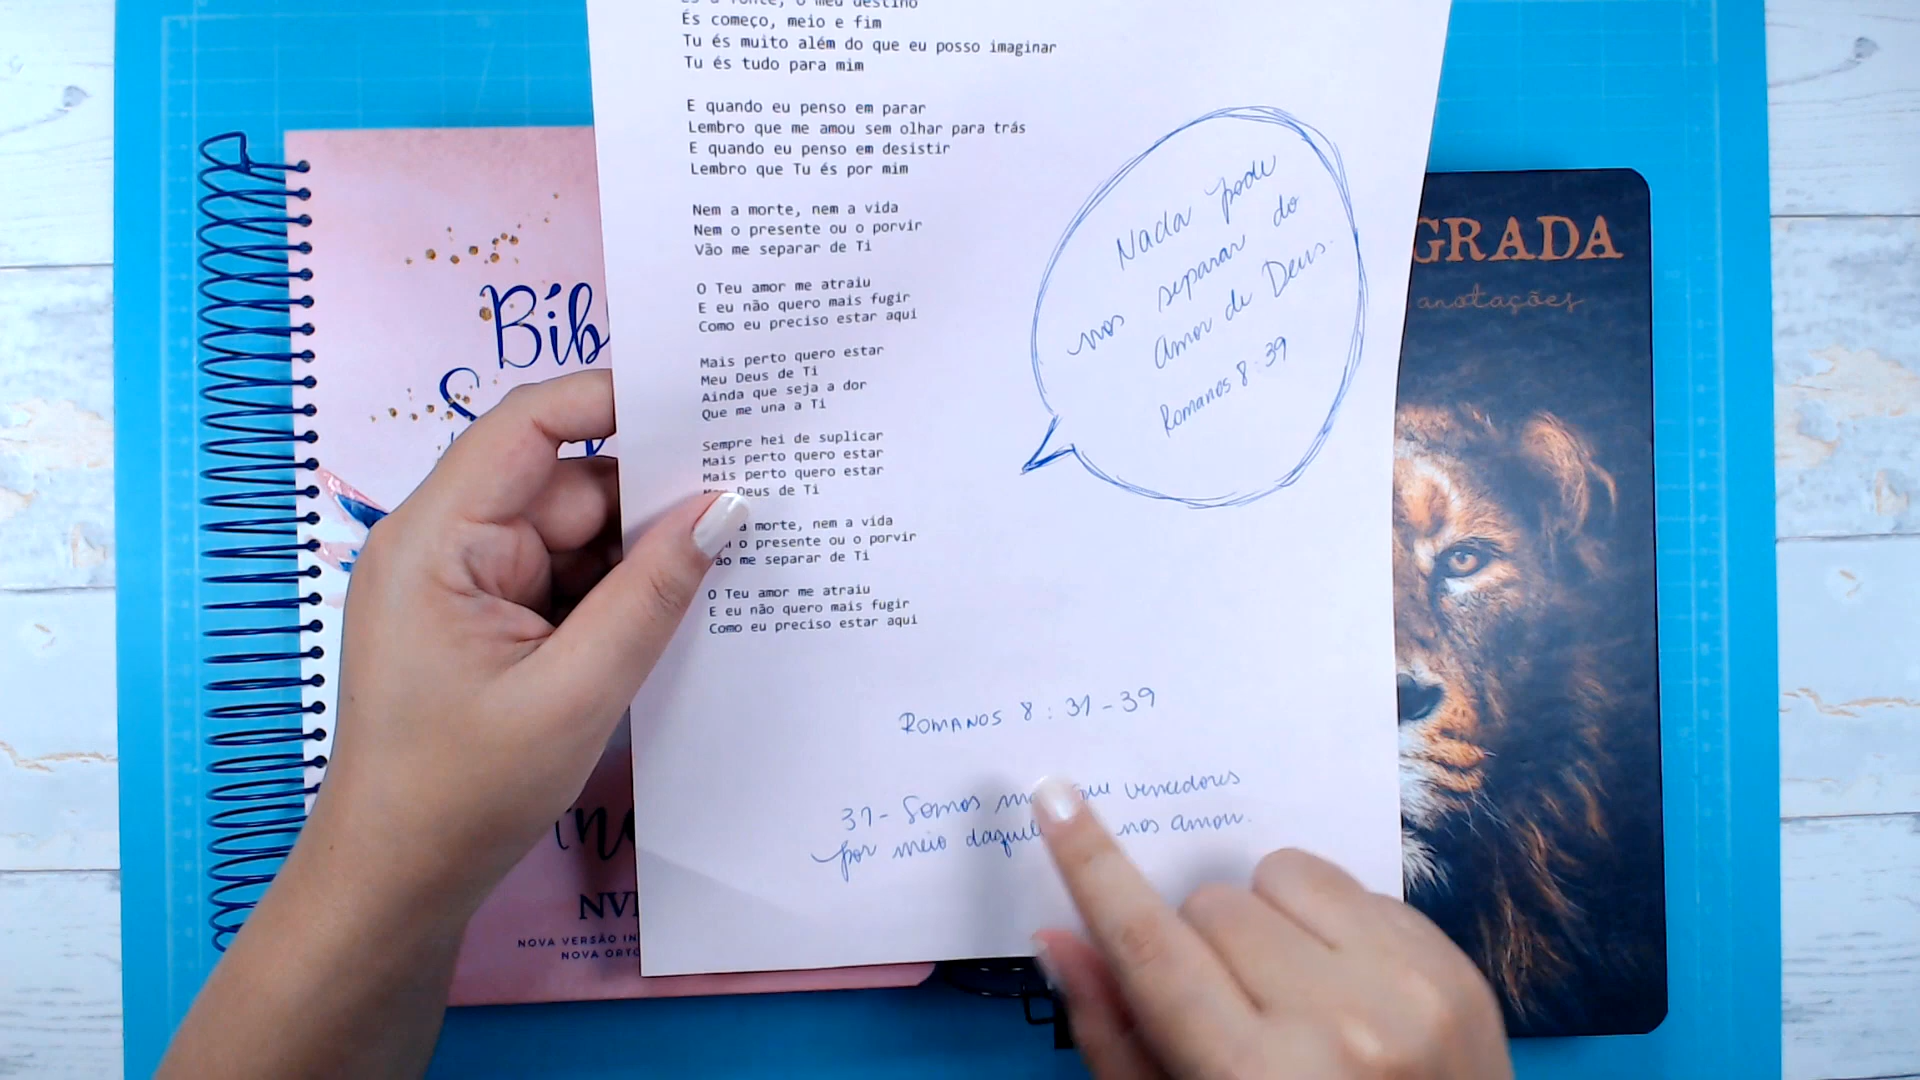 És a fonte, o meu destino
És começo, meio e fim
Tu és muito além do que eu posso imaginar
Tu és tudo para mim
E quando eu penso em parar
Lembro que me amou sem olhar para trás
E quando eu penso em desistir
Lembro que Tu és por mim
Nem a morte, nem a vida
Nem o presente ou o porvir
Vão me separar de Ti
O Teu amor me atraiu
E eu não quero mais fugir
Como eu preciso estar aqui
Mais perto quero estar
Meu Deus de Ti
Ainda que seja a dor
Que me una a Ti
Sempre hei de suplicar
Mais perto quero estar
Mais perto quero estar
Deus de Ti
a morte, nem a vida
o presente ou o porvir
ão me separar de Ti
O Teu amor me atraiu
E eu não quero mais fugir
Como eu preciso estar aqui
Nada pode
nos separar do
Amor de Deus.
Romanos 8:39
ROMANOS 8:31-39
37- Somos que vencedores
por meio nos amou.
Bíb
S
NVI
NOVA VERSÃO IN
NOVA ORTO
GRADA
anotações